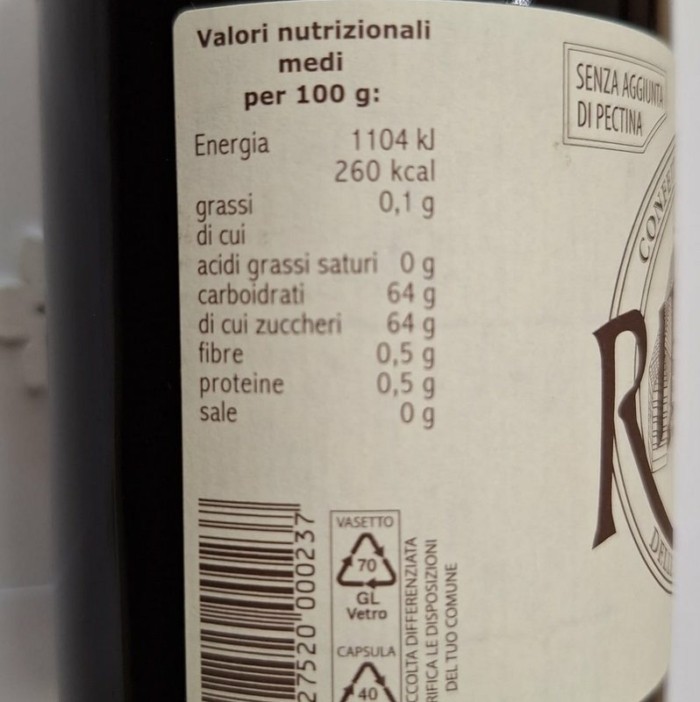 Valori nutrizionali
medi
per 100 g:
Energia 1104 kJ
260 kcal
grassi 0,1 g
di cui
acidi grassi saturi 0 g
carboidrati 64 g
di cui zuccheri 64 g
fibre 0,5 g
proteine 0,5 g
sale 0 g
SENZA AGGIUNTA
DI PECTINA
R
27520 000237
VASETTO
70
GL
Vetro
CAPSULA
40
DIFFERENZIATA
LE DISPOSIZIONI
DEL TUO COMUNE